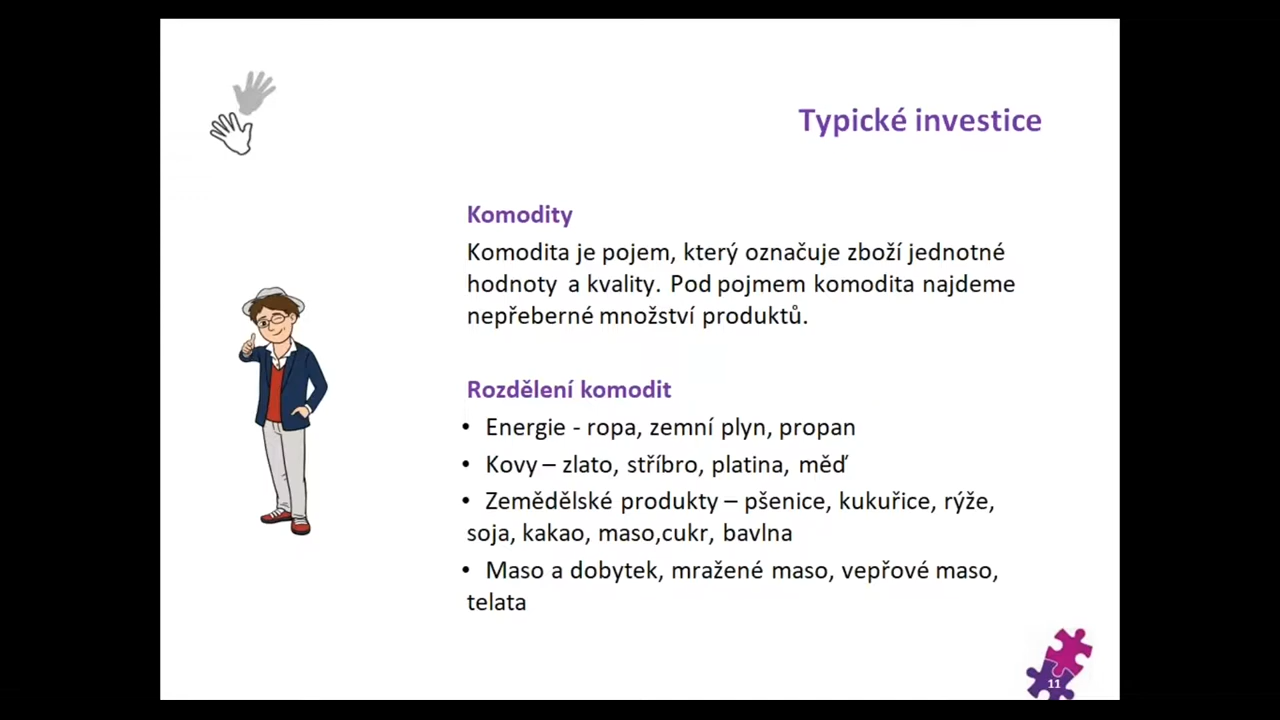 Typické investice
Komodity
Komodita je pojem, který označuje zboží jednotné
hodnoty a kvality. Pod pojmem komodita najdeme
nepřeberné množství produktů.
Rozdělení komodit
• Energie - ropa, zemní plyn, propan
• Kovy – zlato, stříbro, platina, měď
• Zemědělské produkty – pšenice, kukuřice, rýže,
soja, kakao, maso,cukr, bavlna
• Maso a dobytek, mražené maso, vepřové maso,
telata
11